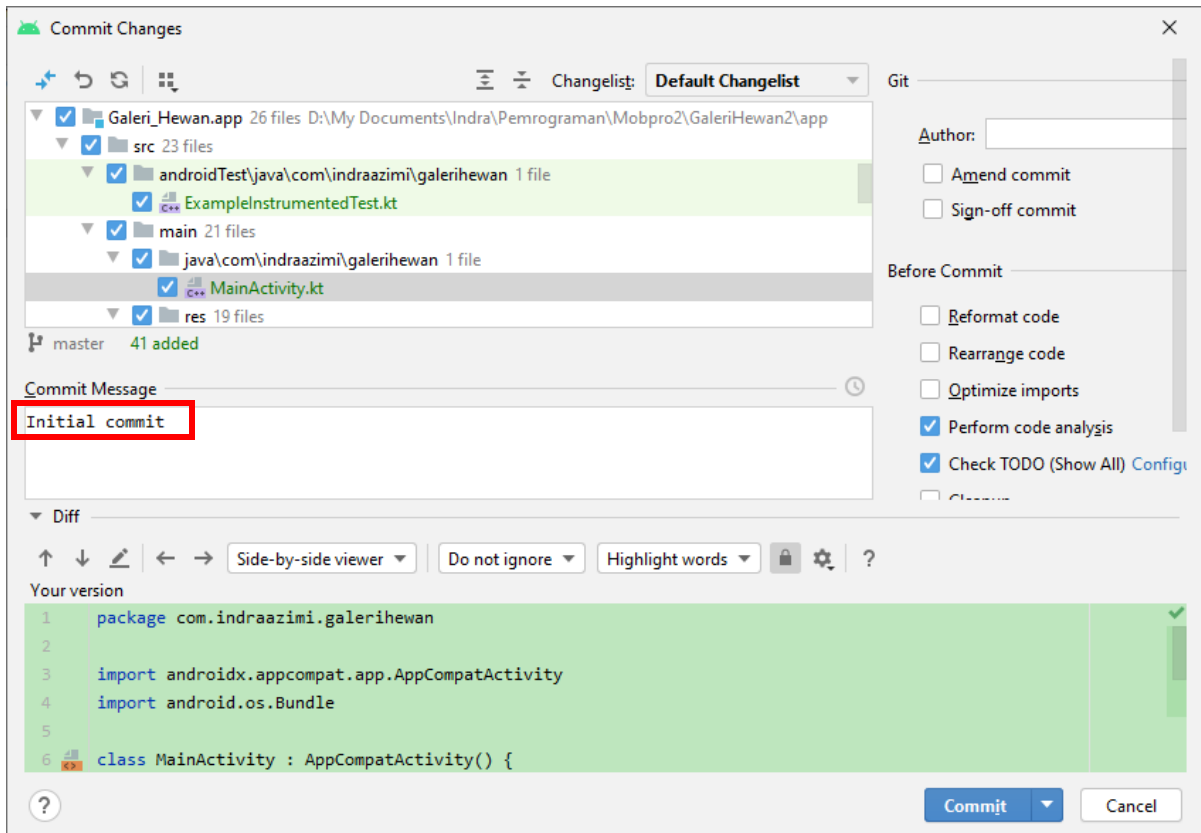 Commit Changes
Changelist: Default Changelist
Galeri_Hewan.app 26 files D:\My Documents\Indra\Pemrograman\Mobpro2\GaleriHewan2\app
src 23 files
androidTest\java\com\indraazimi\galerihewan 1 file
C++ ExampleInstrumentedTest.kt
main 21 files
java\com\indraazimi\galerihewan 1 file
C++ MainActivity.kt
res 19 files
master 41 added
Commit Message
Initial commit
Git
Author:
Amend commit
Sign-off commit
Before Commit
Reformat code
Rearrange code
Optimize imports
Perform code analysis
Check TODO (Show All) Configu
Diff
Side-by-side viewer Do not ignore Highlight words ?
Your version
1 package com.indraazimi.galerihewan
2
3 import androidx.appcompat.app.AppCompatActivity
4 import android.os.Bundle
5
6 class MainActivity : AppCompatActivity() {
? Commit Cancel